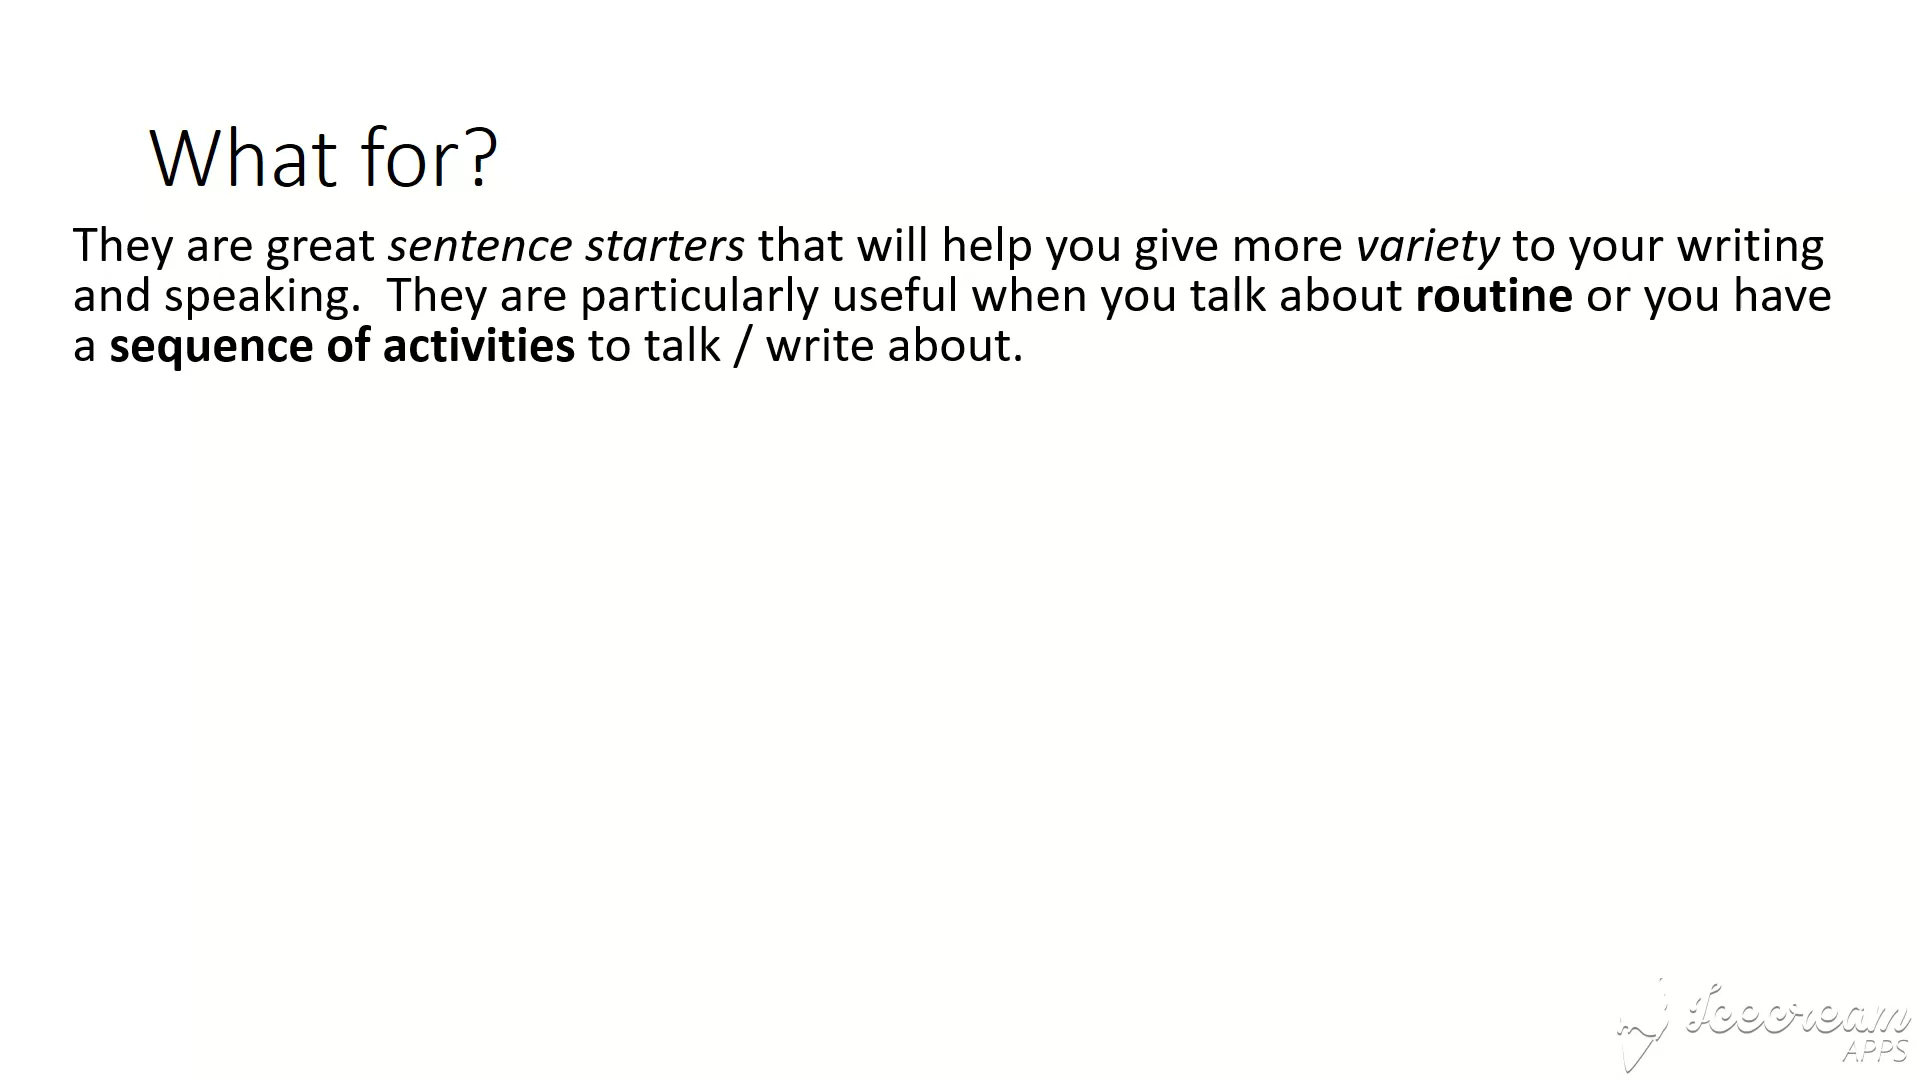 What for?
They are great sentence starters that will help you give more variety to your writing
and speaking.  They are particularly useful when you talk about routine or you have
a sequence of activities to talk / write about.
Icecream
APPS